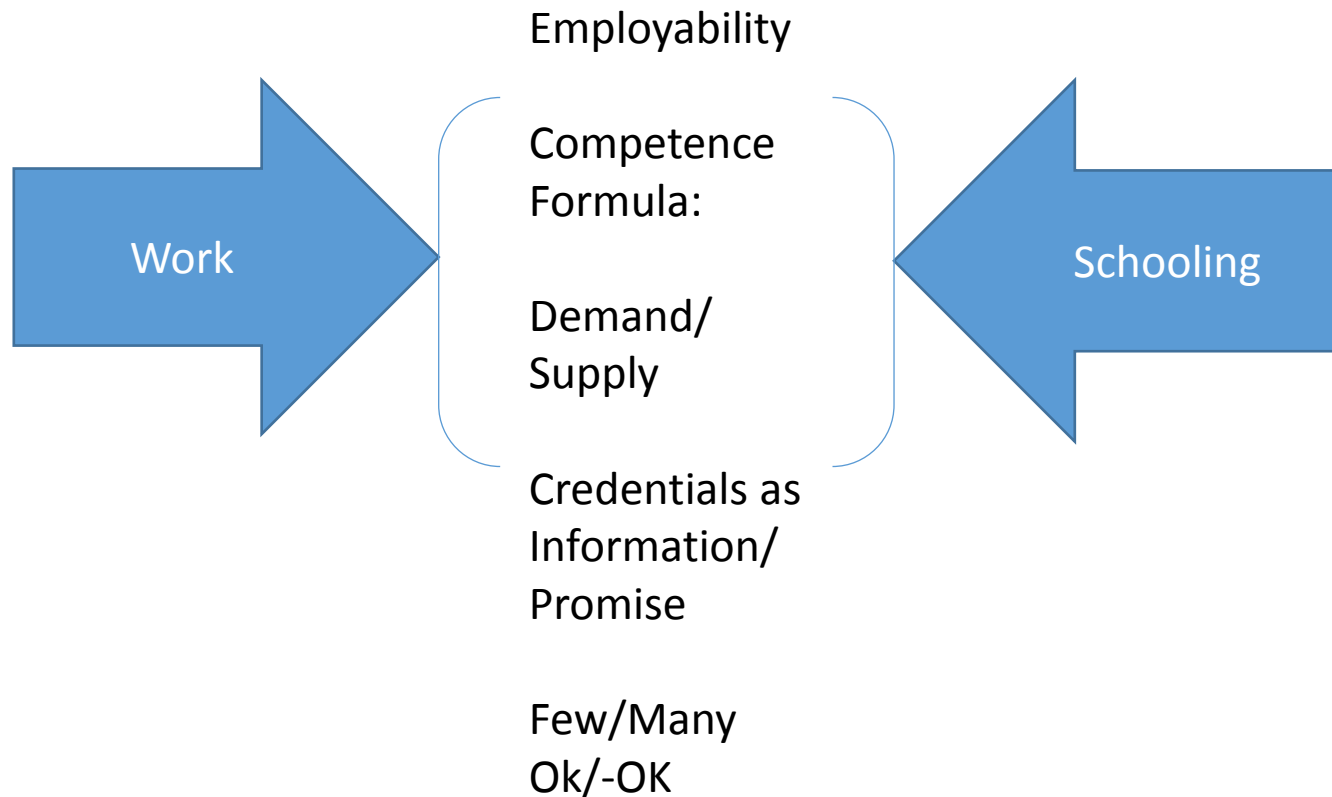 Employability
Competence
Formula:
Work
Schooling
Demand/
Supply
Credentials as
Information/
Promise
Few/Many
Ok/-OK